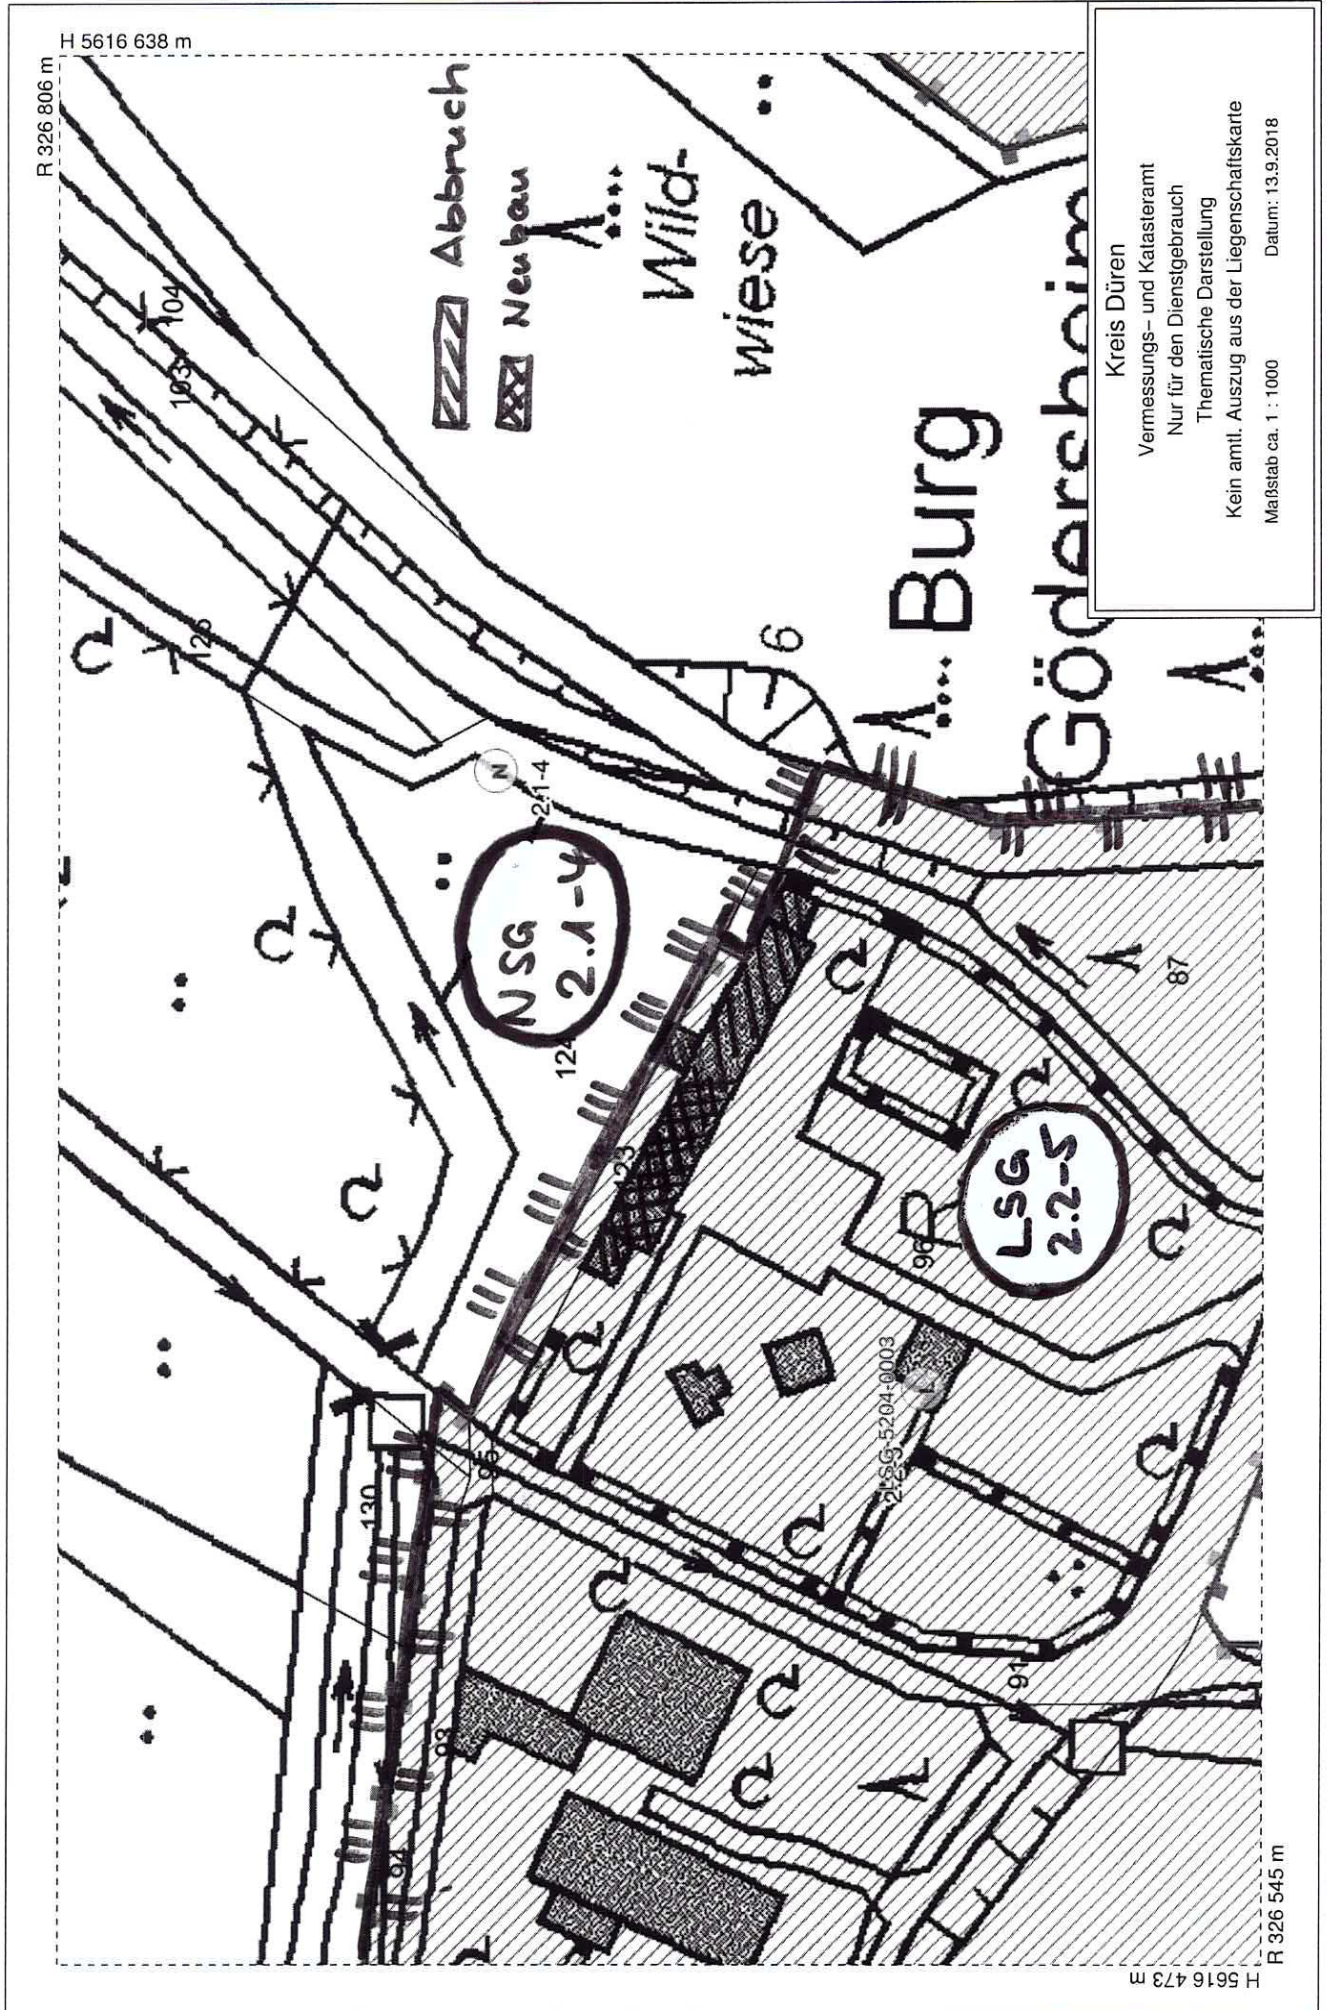 H 5616 638 m
R 326 806 m
Abbruch
Neubau
Wild-
wiese
Burg
Gödersheim
6
104
103
125
2.1-4
N
NSG
2.1-4
124
123
87
LSG
2.2-5
96
LSG-5204-0003
L
95
130
93
94
91
Kreis Düren
Vermessungs- und Katasteramt
Nur für den Dienstgebrauch
Thematische Darstellung
Kein amtl. Auszug aus der Liegenschaftskarte
Maßstab ca. 1 : 1000 Datum: 13.9.2018
H 5616 473 m
R 326 545 m